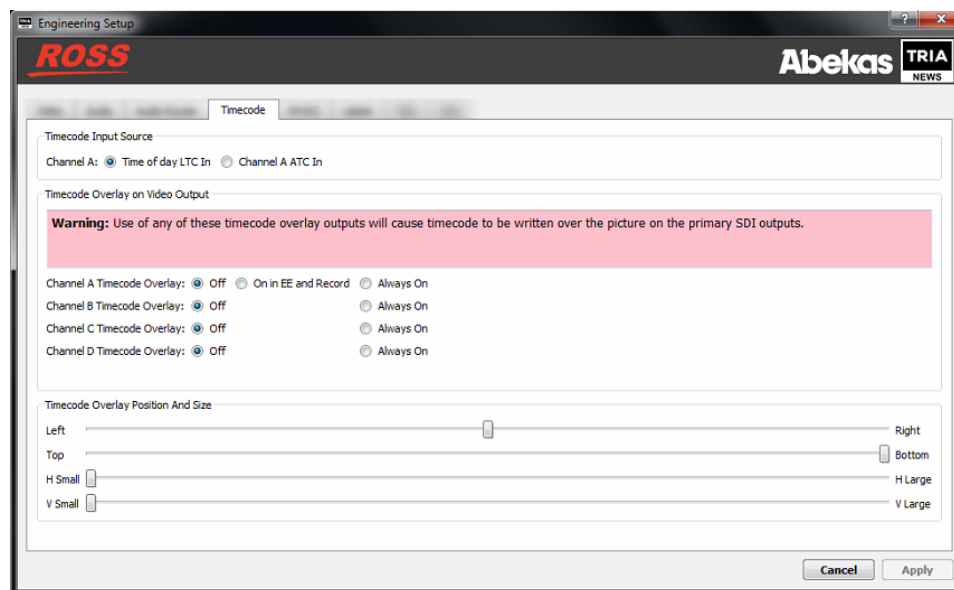 Engineering Setup
ROSS
Abekas
TRIA
NEWS
Timecode
Timecode Input Source
Channel A: Time of day LTC In Channel A ATC In
Timecode Overlay on Video Output
Warning: Use of any of these timecode overlay outputs will cause timecode to be written over the picture on the primary SDI outputs.
Channel A Timecode Overlay: Off On in EE and Record Always On
Channel B Timecode Overlay: Off Always On
Channel C Timecode Overlay: Off Always On
Channel D Timecode Overlay: Off Always On
Timecode Overlay Position And Size
Left Right
Top Bottom
H Small H Large
V Small V Large
Cancel Apply